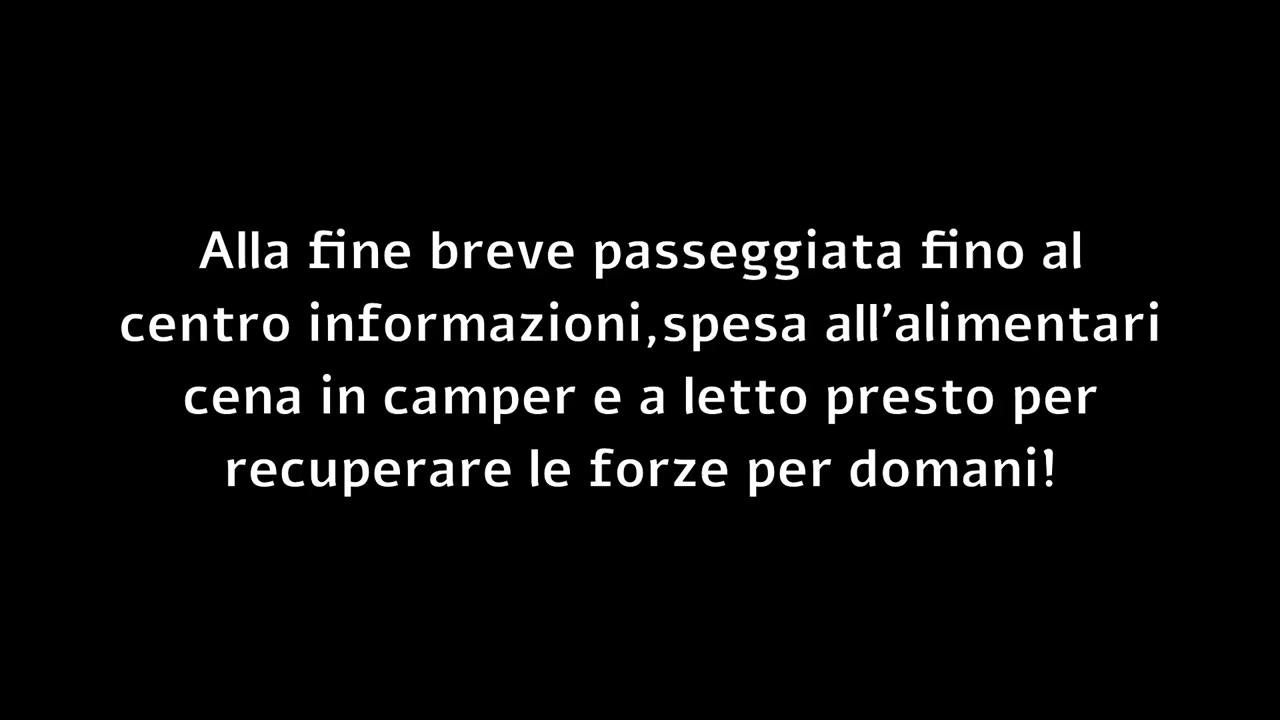 Alla fine breve passeggiata fino al
centro informazioni,spesa all’alimentari
cena in camper e a letto presto per
recuperare le forze per domani!